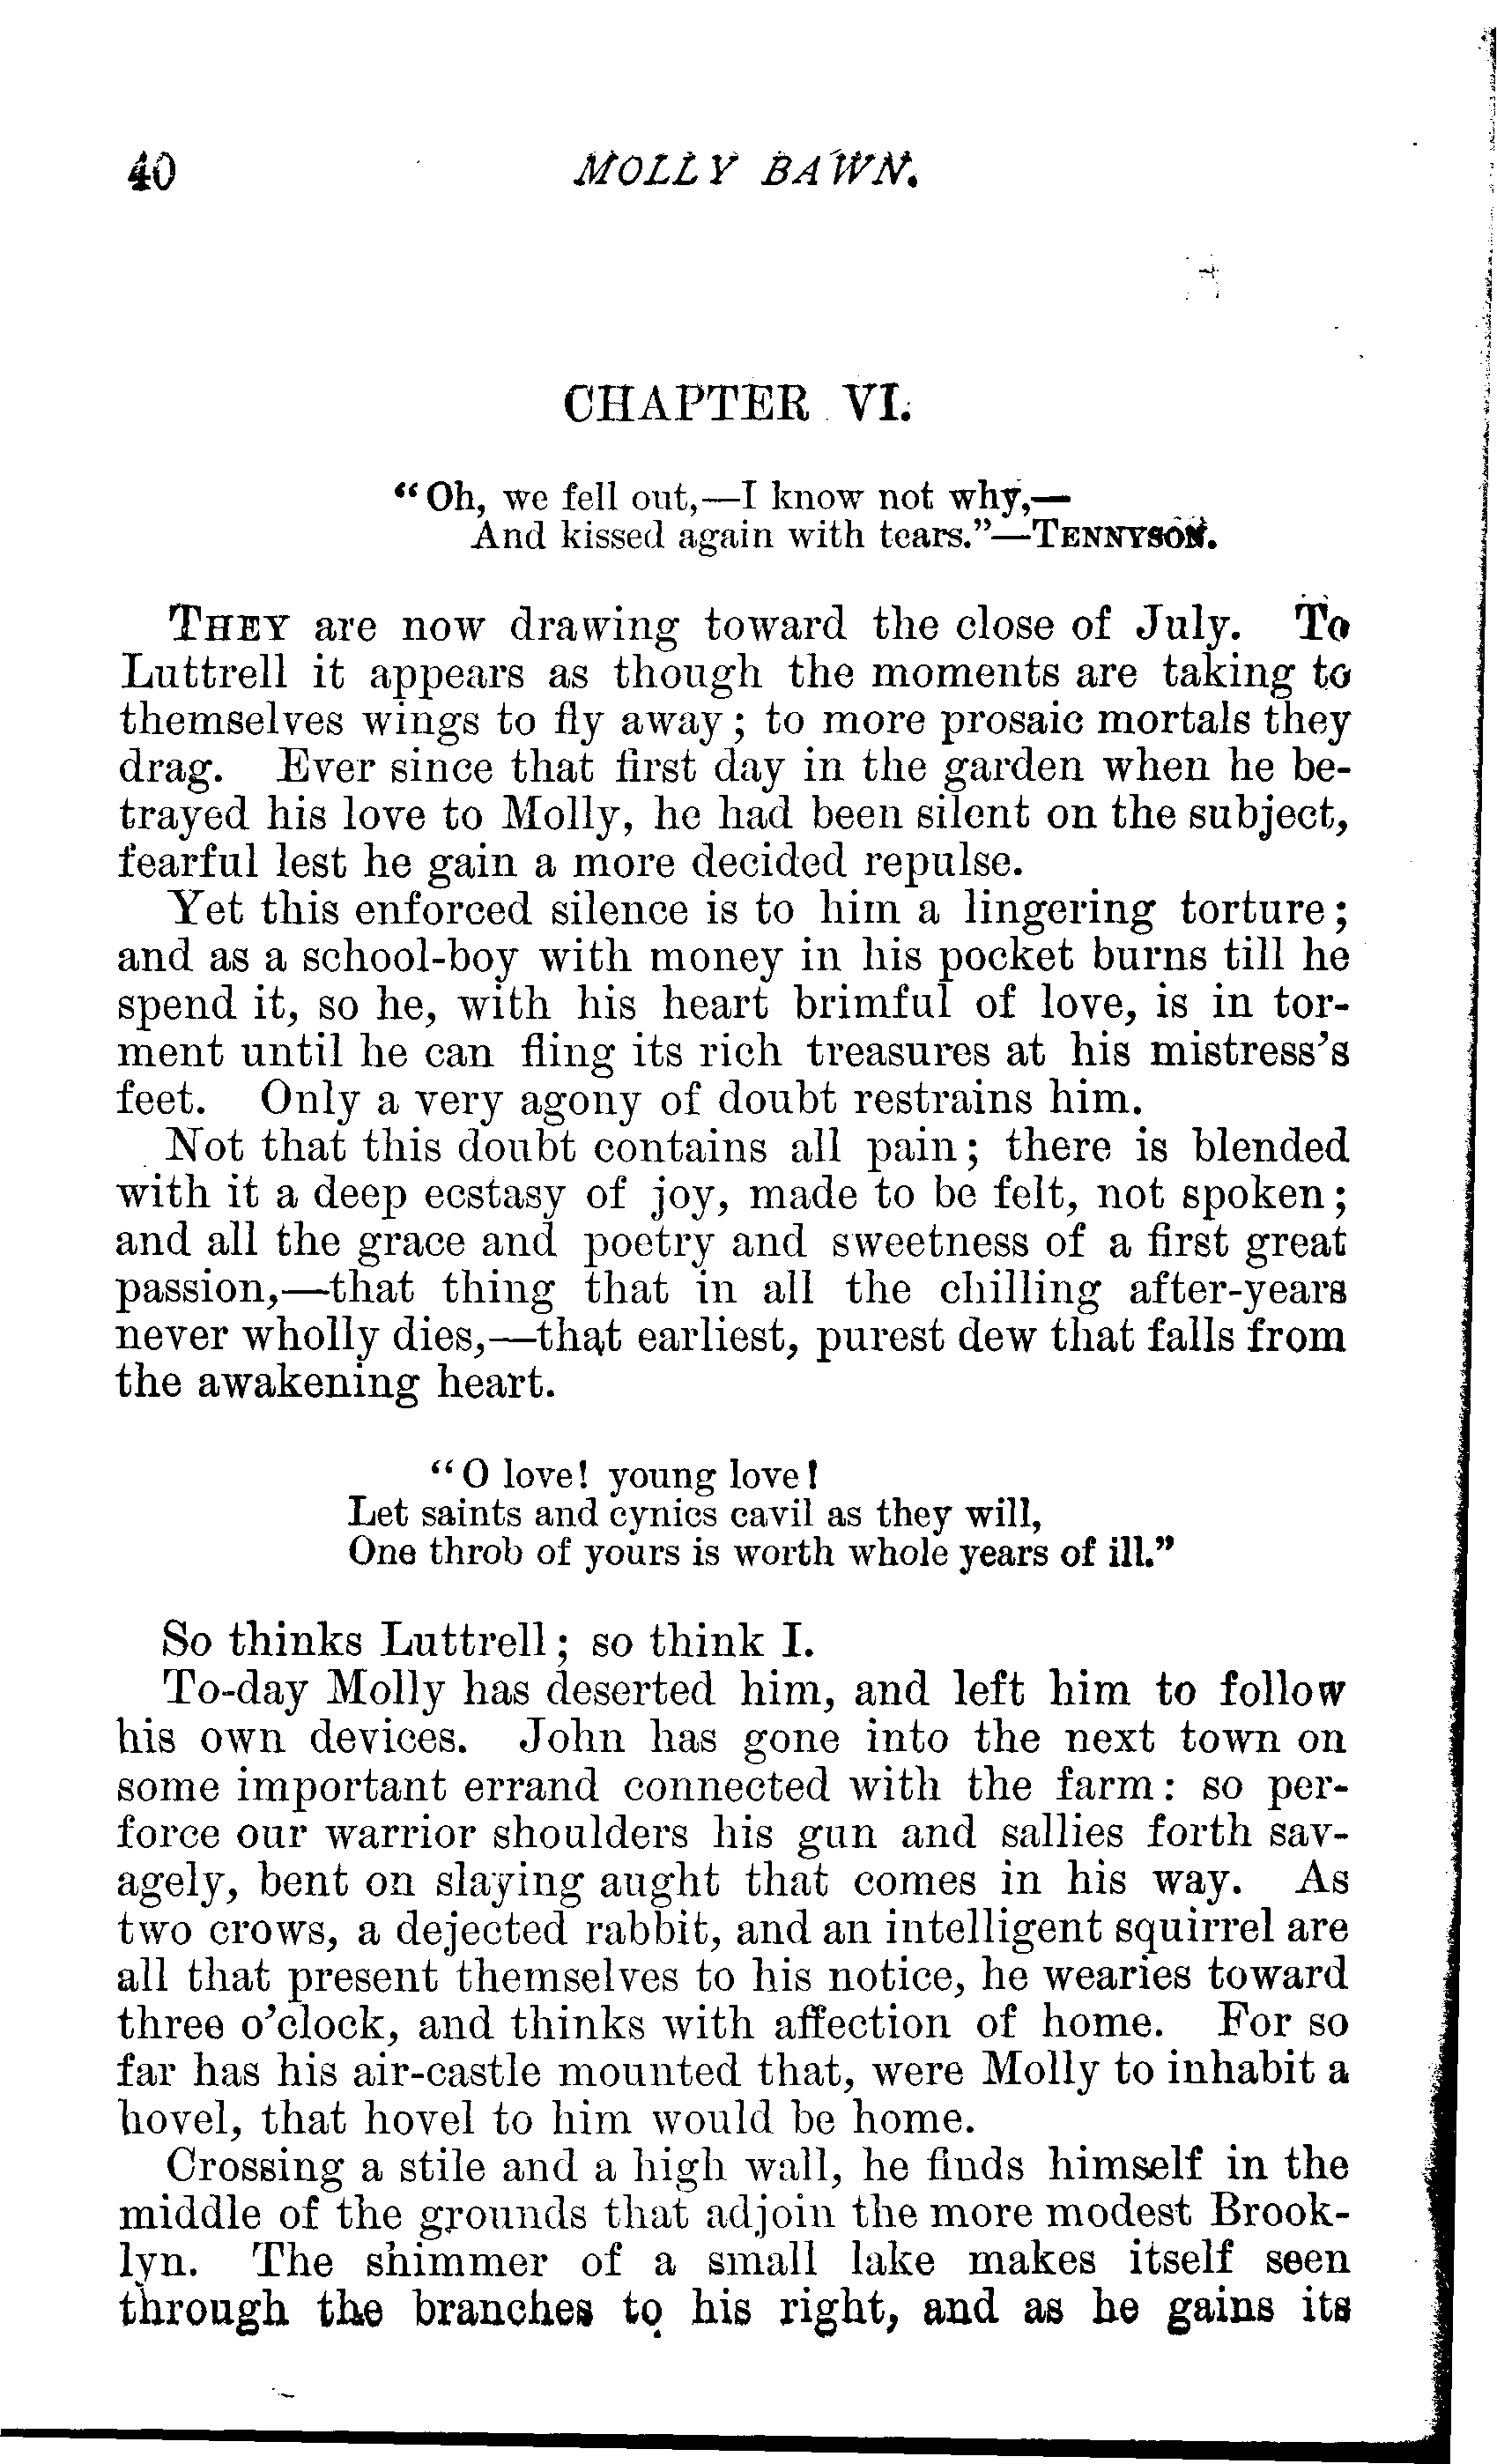 40 MOLLY BAWN.
CHAPTER VI.
“Oh, we fell out,—I know not why,—
And kissed again with tears.”—TENNYSON.
THEY are now drawing toward the close of July. To
Luttrell it appears as though the moments are taking to
themselves wings to fly away; to more prosaic mortals they
drag. Ever since that first day in the garden when he be-
trayed his love to Molly, he had been silent on the subject,
fearful lest he gain a more decided repulse.
Yet this enforced silence is to him a lingering torture;
and as a school-boy with money in his pocket burns till he
spend it, so he, with his heart brimful of love, is in tor-
ment until he can fling its rich treasures at his mistress’s
feet. Only a very agony of doubt restrains him.
Not that this doubt contains all pain; there is blended
with it a deep ecstasy of joy, made to be felt, not spoken;
and all the grace and poetry and sweetness of a first great
passion,—that thing that in all the chilling after-years
never wholly dies,—that earliest, purest dew that falls from
the awakening heart.
“O love! young love!
Let saints and cynics cavil as they will,
One throb of yours is worth whole years of ill.”
So thinks Luttrell; so think I.
To-day Molly has deserted him, and left him to follow
his own devices. John has gone into the next town on
some important errand connected with the farm: so per-
force our warrior shoulders his gun and sallies forth sav-
agely, bent on slaying aught that comes in his way. As
two crows, a dejected rabbit, and an intelligent squirrel are
all that present themselves to his notice, he wearies toward
three o’clock, and thinks with affection of home. For so
far has his air-castle mounted that, were Molly to inhabit a
hovel, that hovel to him would be home.
Crossing a stile and a high wall, he finds himself in the
middle of the grounds that adjoin the more modest Brook-
lyn. The shimmer of a small lake makes itself seen
through the branches to his right, and as he gains its